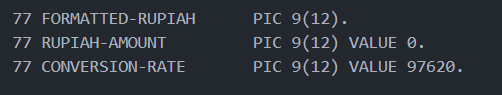 77 FORMATTED-RUPIAH PIC 9(12).
77 RUPIAH-AMOUNT PIC 9(12) VALUE 0.
77 CONVERSION-RATE PIC 9(12) VALUE 97620.